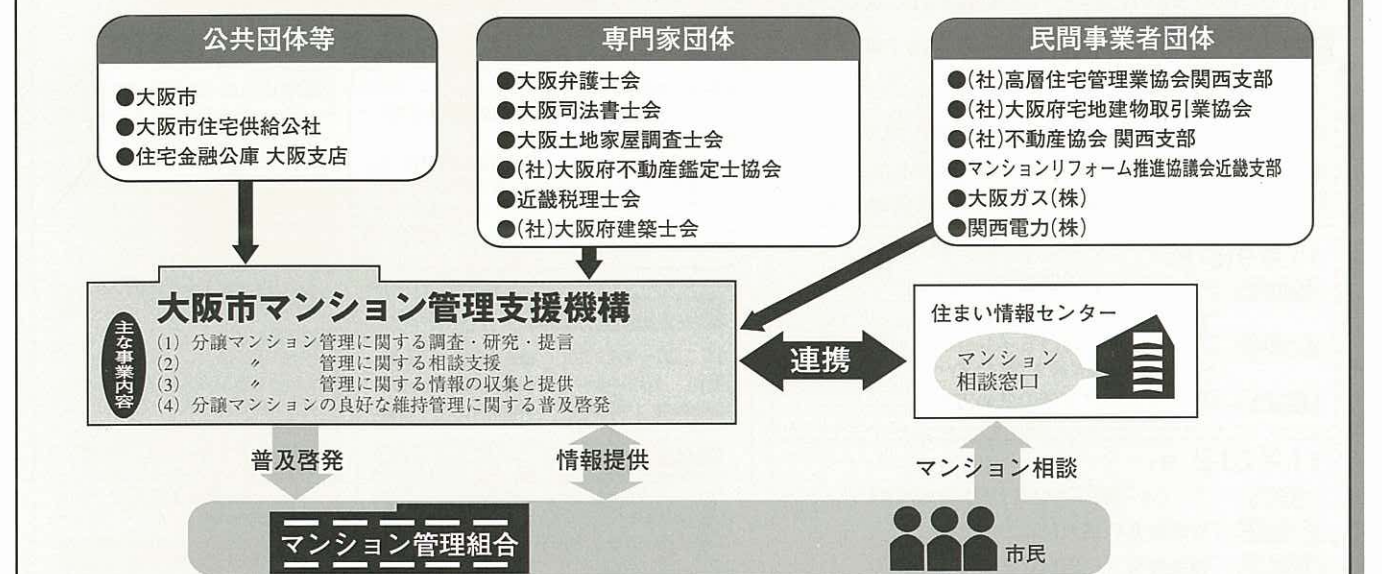 公共団体等
●大阪市
●大阪市住宅供給公社
●住宅金融公庫 大阪支店
専門家団体
●大阪弁護士会
●大阪司法書士会
●大阪土地家屋調査士会
●(社)大阪府不動産鑑定士協会
●近畿税理士会
●(社)大阪府建築士会
民間事業者団体
●(社)高層住宅管理業協会関西支部
●(社)大阪府宅地建物取引業協会
●(社)不動産協会 関西支部
●マンションリフォーム推進協議会近畿支部
●大阪ガス(株)
●関西電力(株)
大阪市マンション管理支援機構
主な事業内容
(1) 分譲マンション管理に関する調査・研究・提言
(2) 〃 管理に関する相談支援
(3) 〃 管理に関する情報の収集と提供
(4) 分譲マンションの良好な維持管理に関する普及啓発
連携
住まい情報センター
マンション
相談窓口
普及啓発
情報提供
マンション相談
マンション管理組合
市民